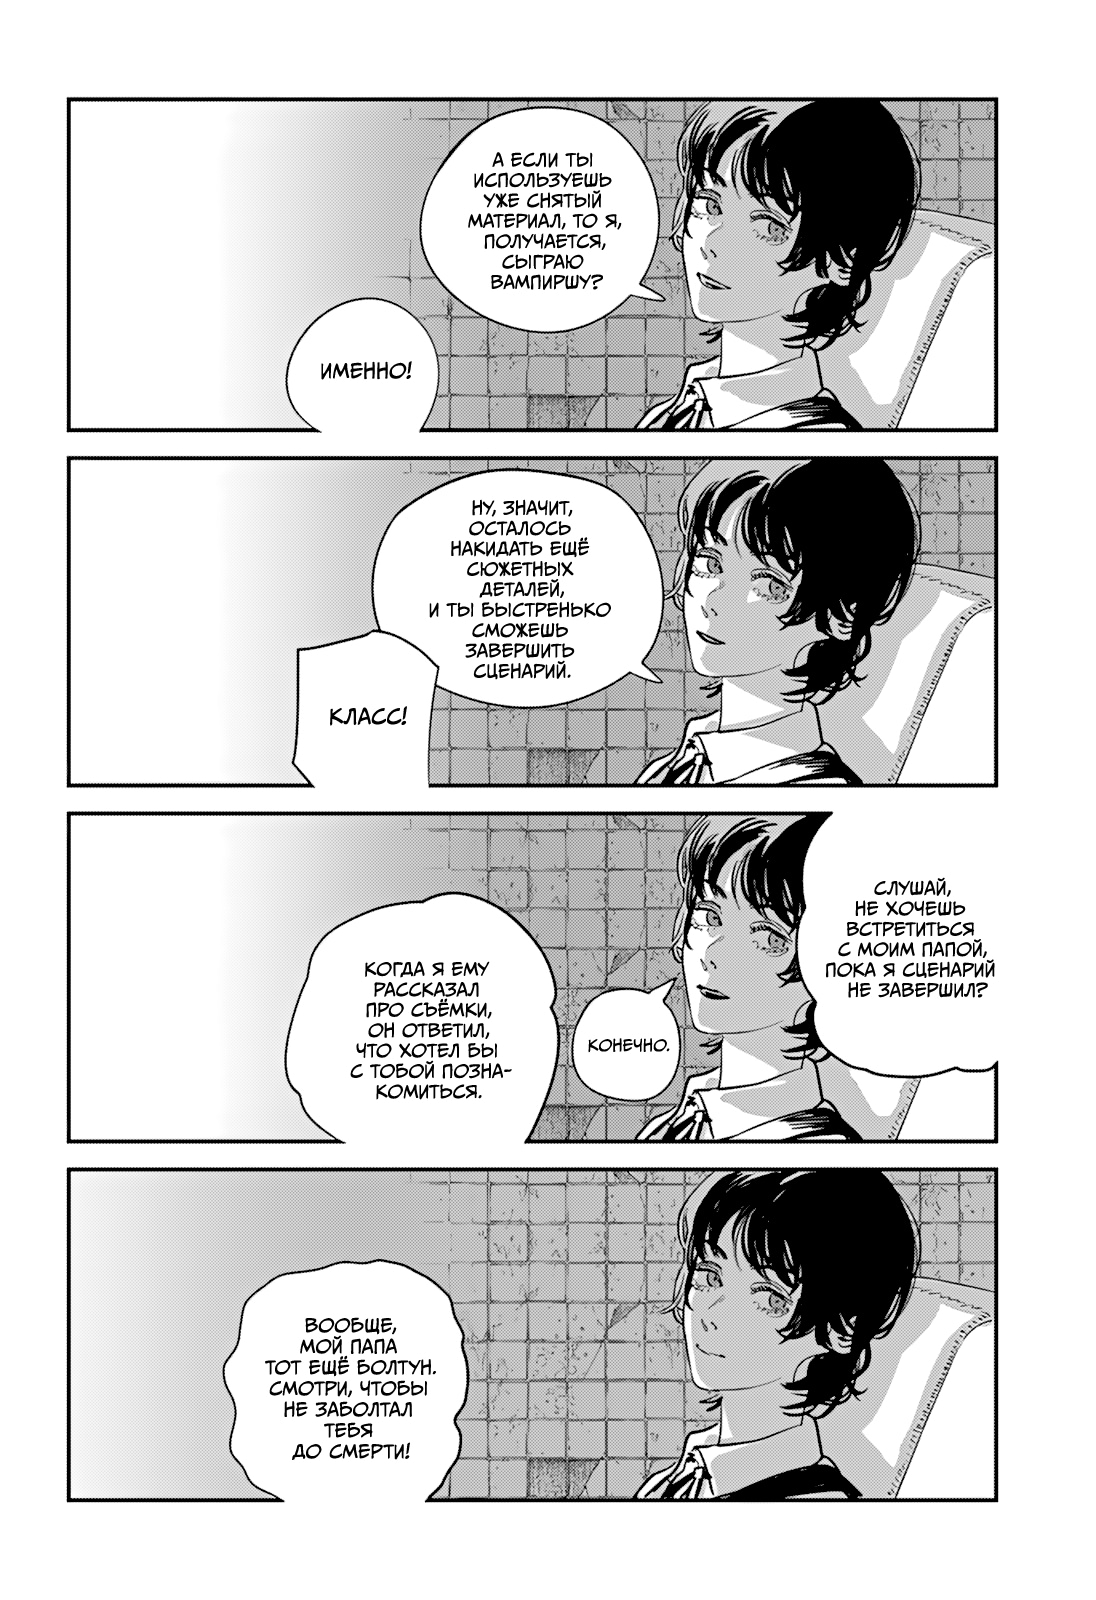 А ЕСЛИ ТЫ
ИСПОЛЬЗУЕШЬ
УЖЕ СНЯТЫЙ
МАТЕРИАЛ, ТО Я,
ПОЛУЧАЕТСЯ,
СЫГРАЮ
ВАМПИРШУ?
ИМЕННО!
НУ, ЗНАЧИТ,
ОСТАЛОСЬ
НАКИДАТЬ ЕЩЁ
СЮЖЕТНЫХ
ДЕТАЛЕЙ,
И ТЫ БЫСТРЕНЬКО
СМОЖЕШЬ
ЗАВЕРШИТЬ
СЦЕНАРИЙ.
КЛАСС!
СЛУШАЙ,
НЕ ХОЧЕШЬ
ВСТРЕТИТЬСЯ
С МОИМ ПАПОЙ,
ПОКА Я СЦЕНАРИЙ
НЕ ЗАВЕРШИЛ?
КОНЕЧНО.
КОГДА Я ЕМУ
РАССКАЗАЛ
ПРО СЪЁМКИ,
ОН ОТВЕТИЛ,
ЧТО ХОТЕЛ БЫ
С ТОБОЙ ПОЗНА-
КОМИТЬСЯ.
ВООБЩЕ,
МОЙ ПАПА
ТОТ ЕЩЁ БОЛТУН.
СМОТРИ, ЧТОБЫ
НЕ ЗАБОЛТАЛ
ТЕБЯ
ДО СМЕРТИ!